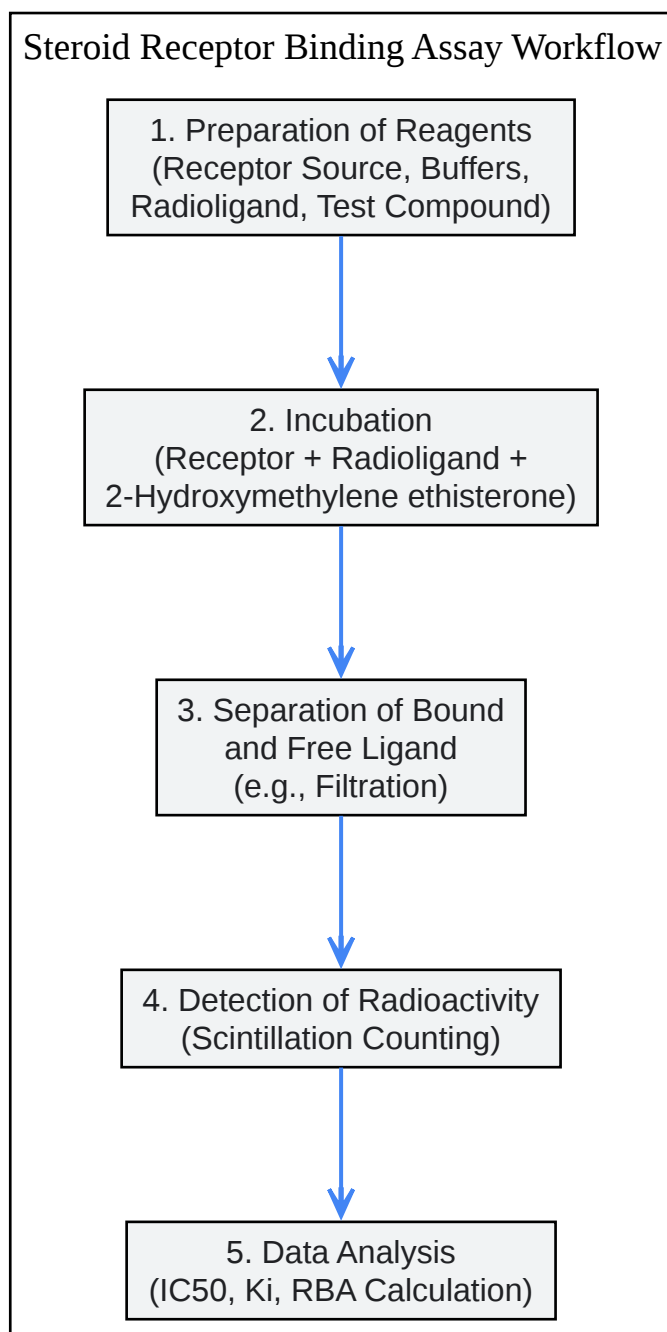 Steroid Receptor Binding Assay Workflow
1. Preparation of Reagents
(Receptor Source, Buffers,
Radioligand, Test Compound)
2. Incubation
(Receptor + Radioligand +
2-Hydroxymethylene ethisterone)
3. Separation of Bound
and Free Ligand
(e.g., Filtration)
4. Detection of Radioactivity
(Scintillation Counting)
5. Data Analysis
(IC50, Ki, RBA Calculation)